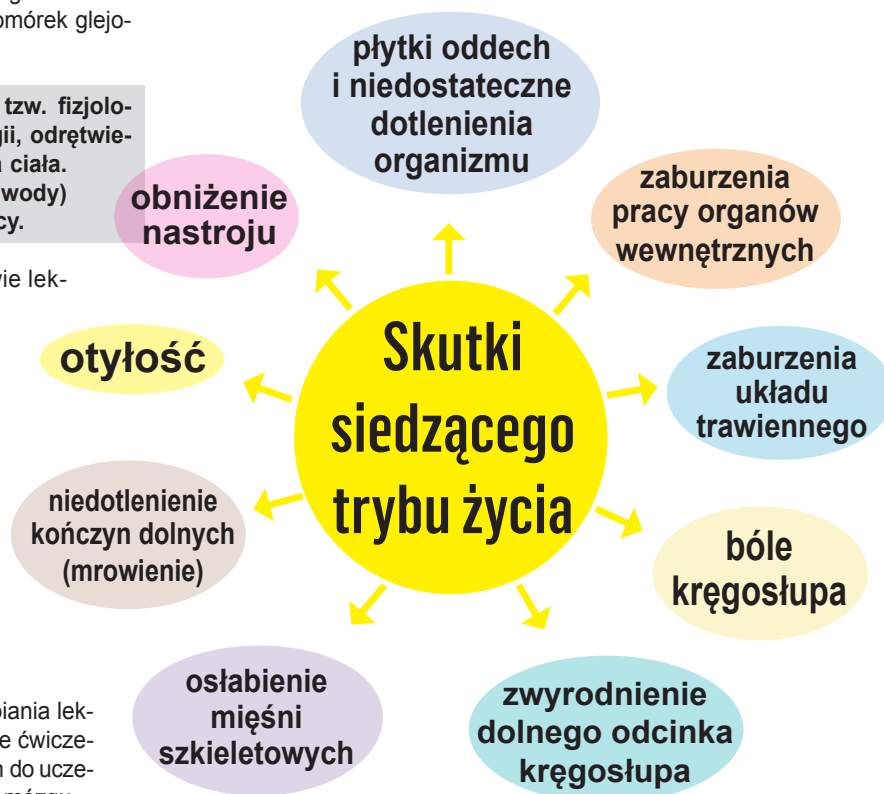 omórek glejo-
tzw. fizjolo-
gii, odrętwie-
ciała.
wody)
cy.
wie lek-
piania lek-
e ćwicze-
do ucze-
mózgu
Skutki
siedzącego
trybu życia
płytki oddech
i niedostateczne
dotlenienia
organizmu
zaburzenia
pracy organów
wewnętrznych
zaburzenia
układu
trawiennego
bóle
kręgosłupa
zwyrodnienie
dolnego odcinka
kręgosłupa
osłabienie
mięśni
szkieletowych
niedotlenienie
kończyn dolnych
(mrowienie)
otyłość
obniżenie
nastroju